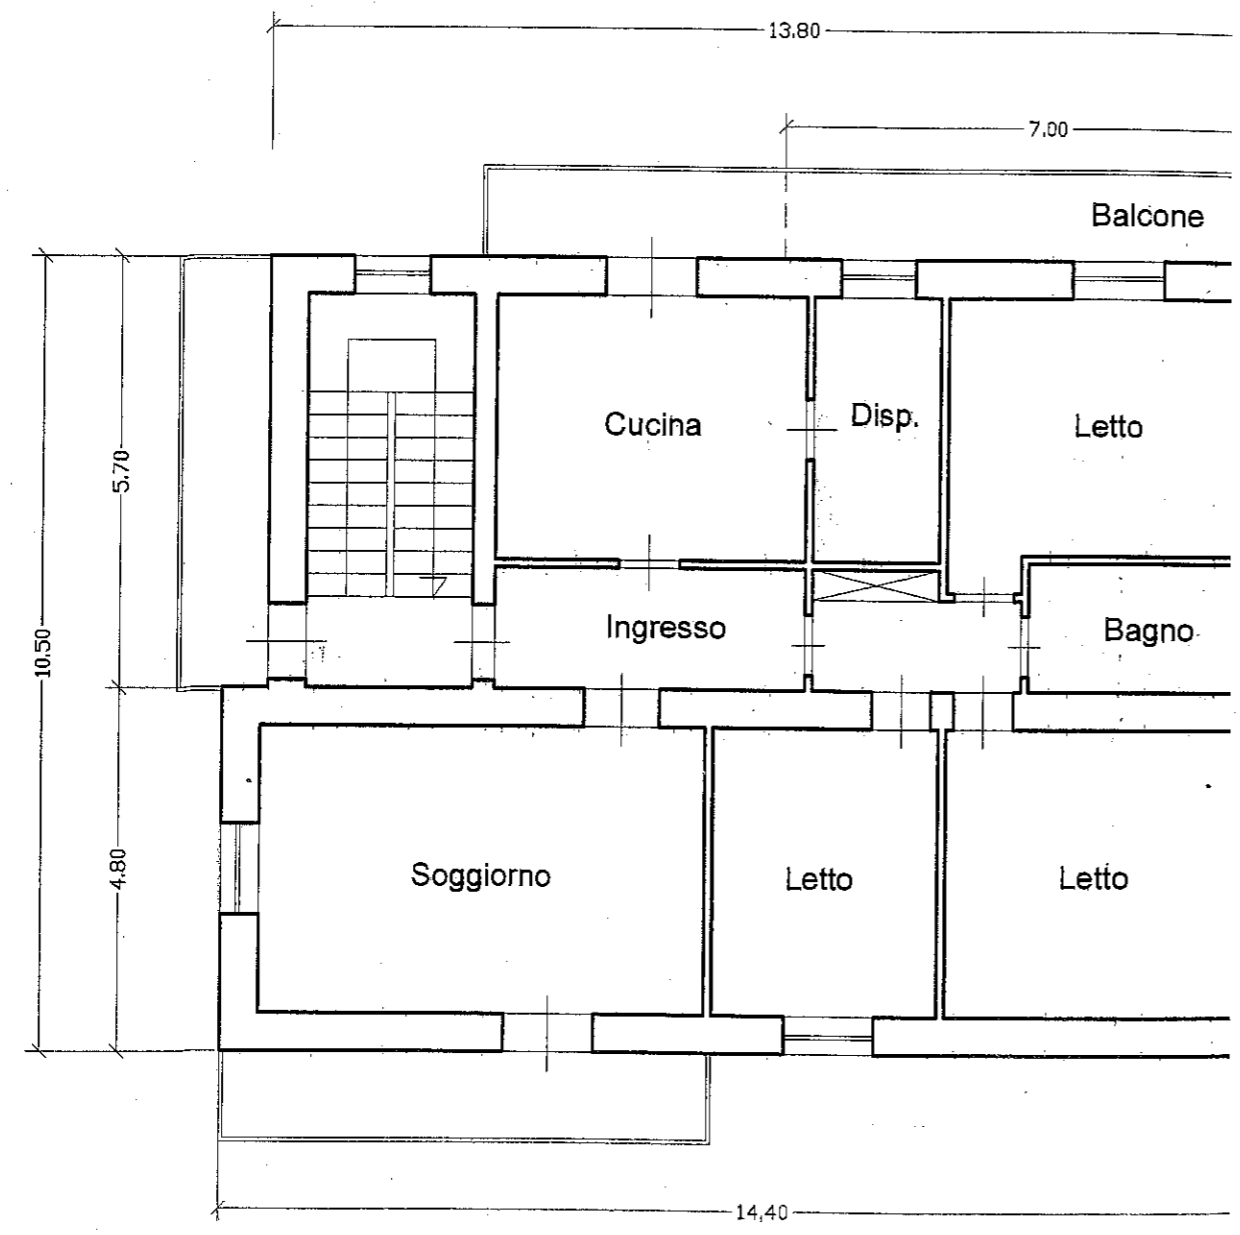 13.80
7.00
Balcone
Cucina
Disp.
Letto
5.70
10.50
Ingresso
Bagno
4.80
Soggiorno
Letto
Letto
14,40